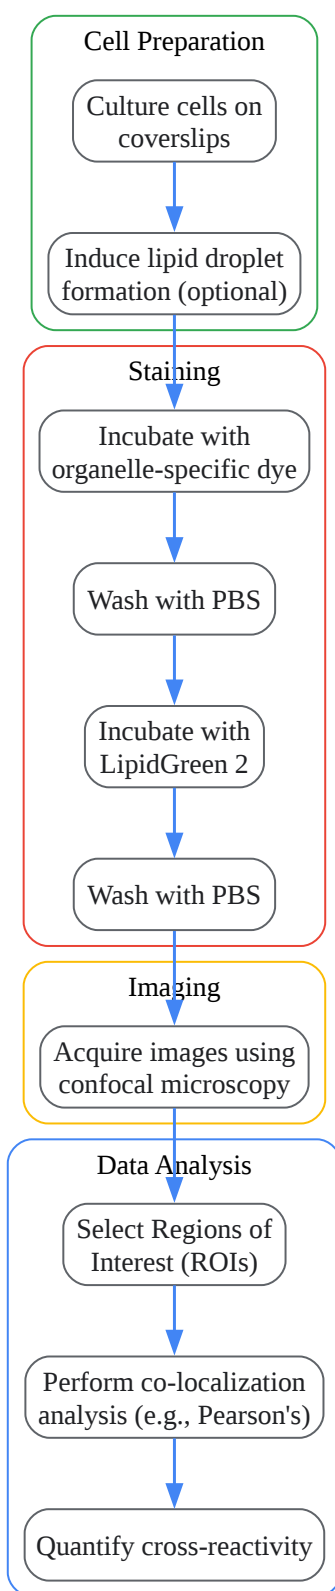 Cell Preparation
Culture cells on
coverslips
Induce lipid droplet
formation (optional)
Staining
Incubate with
organelle-specific dye
Wash with PBS
Incubate with
LipidGreen 2
Wash with PBS
Imaging
Acquire images using
confocal microscopy
Data Analysis
Select Regions of
Interest (ROIs)
Perform co-localization
analysis (e.g., Pearson's)
Quantify cross-reactivity